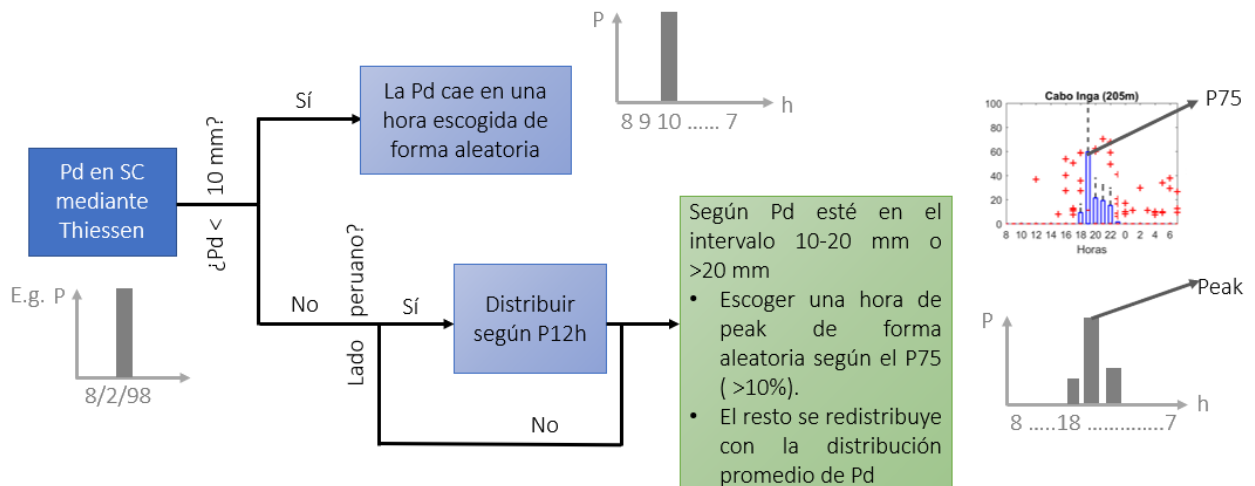 Pd en SC
mediante
Thiessen
E.g.
P
8/2/98
¿Pd < 10 mm?
Sí
La Pd cae en una
hora escogida de
forma aleatoria
P
h
8 9 10 ...... 7
No
Lado peruano?
Sí
Distribuir
según P12h
No
Según Pd esté en el
intervalo 10-20 mm o
>20 mm
• Escoger una hora de
peak de forma
aleatoria según el P75
( >10%).
• El resto se redistribuye
con la distribución
promedio de Pd
Cabo Inga (205m)
P75
100
80
60
40
20
0
8 10 12 14 16 18 20 22 0 2 4 6
Horas
Peak
P
h
8 .....18 ..............7